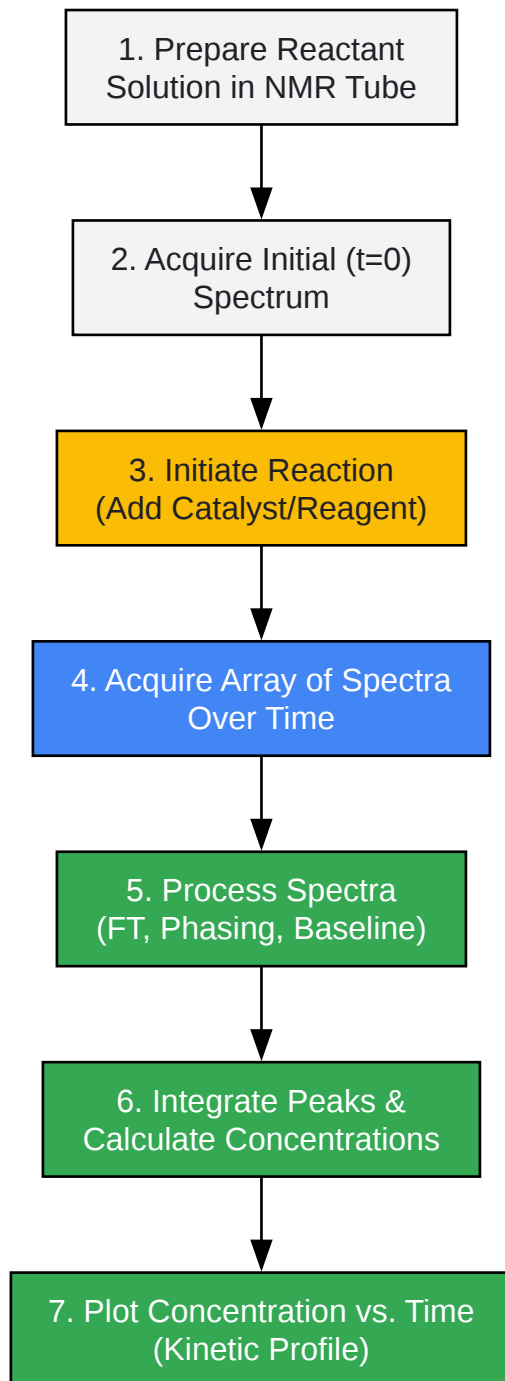 1. Prepare Reactant
Solution in NMR Tube
2. Acquire Initial (t=0)
Spectrum
3. Initiate Reaction
(Add Catalyst/Reagent)
4. Acquire Array of Spectra
Over Time
5. Process Spectra
(FT, Phasing, Baseline)
6. Integrate Peaks &
Calculate Concentrations
7. Plot Concentration vs. Time
(Kinetic Profile)